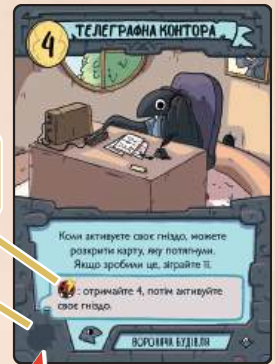 4
ТЕЛЕГРАФНА КОНТОРА
Коли активуєте своє гніздо, можете
розкрити карту, яку потягнули.
Якщо зробили це, зіграйте її.
: отримайте 4, потім активуйте
своє гніздо.
ВОРОНЯЧА БУДІВЛЯ